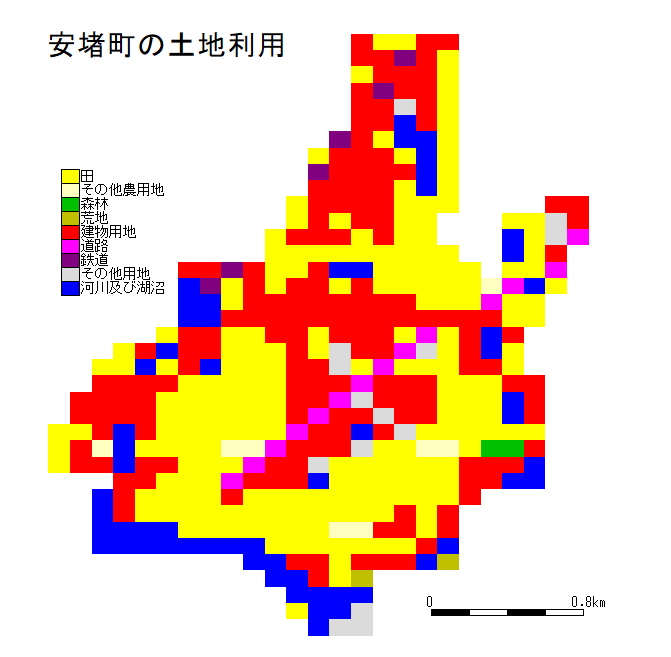 安堵町の土地利用
田
その他農用地
森林
荒地
建物用地
道路
鉄道
その他用地
河川及び湖沼
0 0.8km